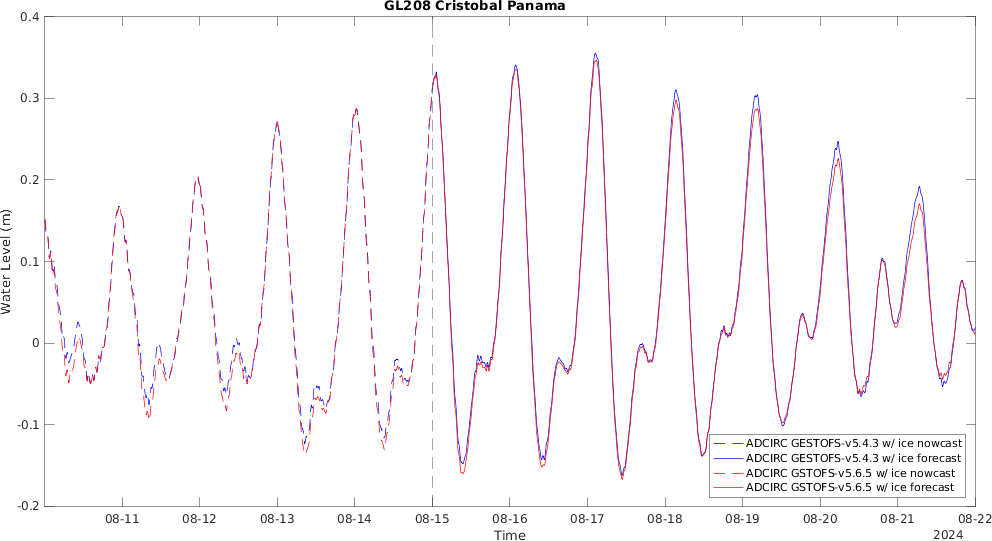 GL208 Cristobal Panama
0.4
0.3
0.2
0.1
0
-0.1
-0.2
Water Level (m)
08-11 08-12 08-13 08-14 08-15 08-16 08-17 08-18 08-19 08-20 08-21 08-22
Time
2024
ADCIRC GESTOFS-v5.4.3 w/ ice nowcast
ADCIRC GESTOFS-v5.4.3 w/ ice forecast
ADCIRC GSTOFS-v5.6.5 w/ ice nowcast
ADCIRC GSTOFS-v5.6.5 w/ ice forecast